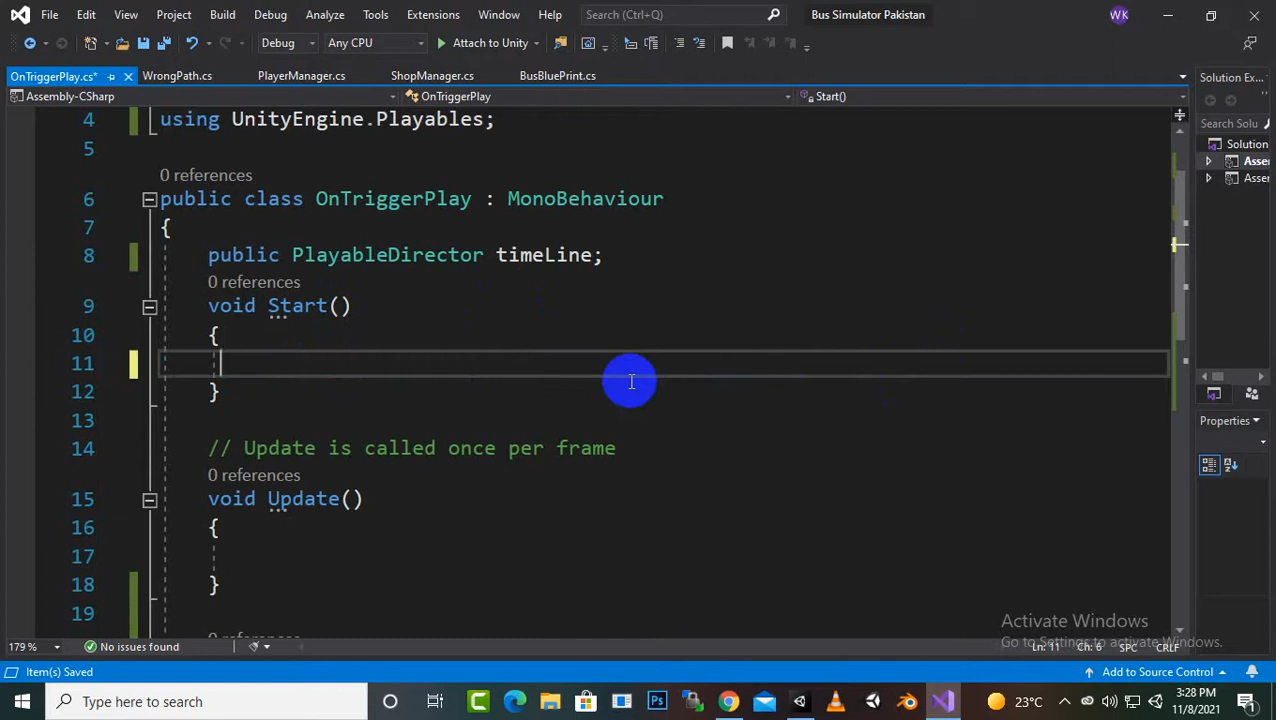 File Edit View Project Build Debug Analyze Tools Extensions Window Help Search (Ctrl+Q) Bus Simulator Pakistan WK
Debug Any CPU Attach to Unity
OnTriggerPlay.cs* WrongPath.cs PlayerManager.cs ShopManager.cs BusBluePrint.cs Solution Ex...
Assembly-CSharp OnTriggerPlay Start()
4 using UnityEngine.Playables;
5
0 references
6 public class OnTriggerPlay : MonoBehaviour
7 {
8 public PlayableDirector timeLine;
0 references
9 void Start()
10 {
11
12 }
13
14 // Update is called once per frame
0 references
15 void Update()
16 {
17
18 }
19
Search Solu
Solution
Asse
Asse
Properties
Activate Windows
Go to Settings to activate Windows.
179 % No issues found Ln: 11 Ch: 6 SPC CRLF
Item(s) Saved Add to Source Control
Type here to search 23°C 3:28 PM
11/8/2021 1